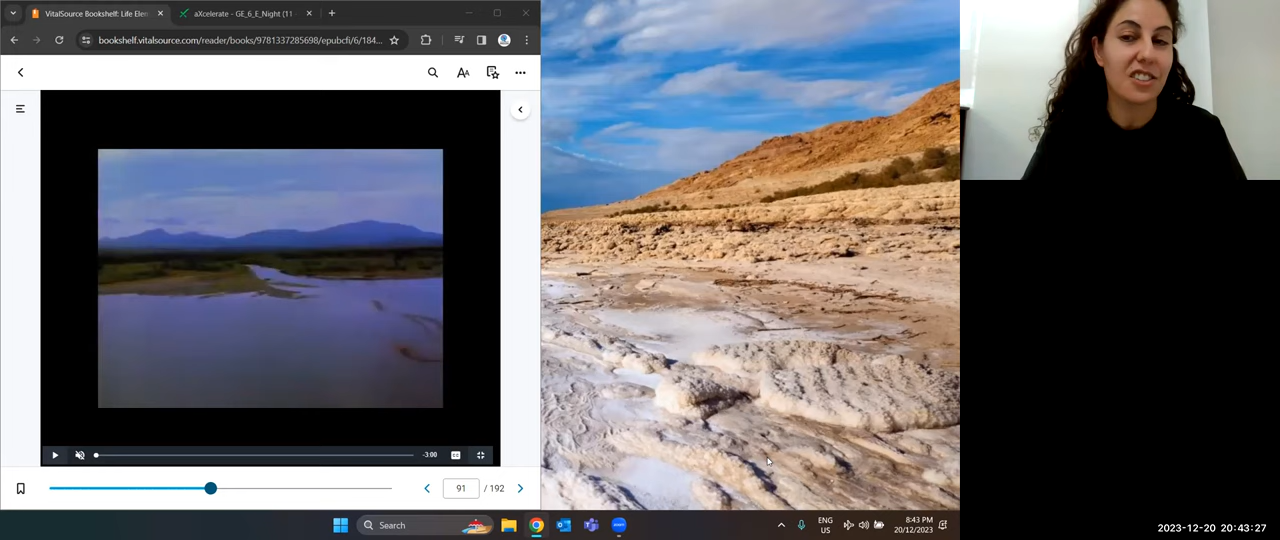 VitalSource Bookshelf: Life Elem
aXcelerate - GE_6_E_Night (11
bookshelf.vitalsource.com/reader/books/9781337285698/epubcfi/6/184...
AA
-3:00
91 / 192
Search
ENG
US
8:43 PM
20/12/2023
2023-12-20 20:43:27